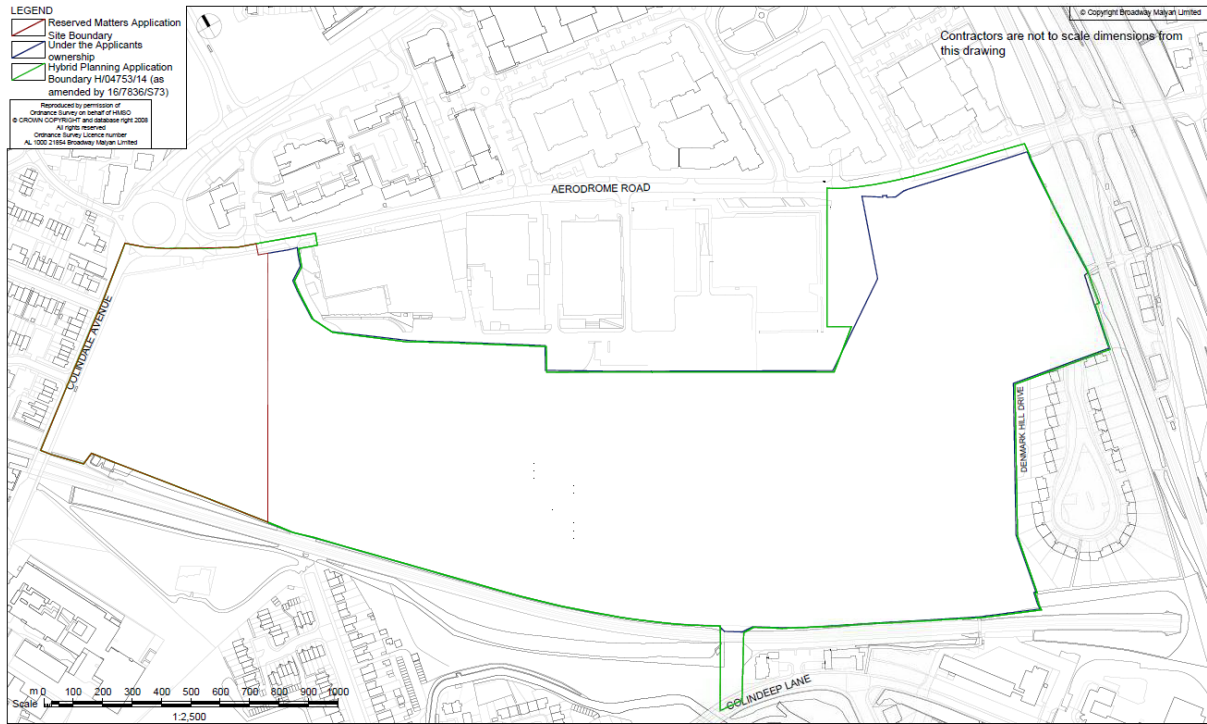 LEGEND
Reserved Matters Application
Site Boundary
Under the Applicants
ownership
Hybrid Planning Application
Boundary H/04753/14 (as
amended by 16/7836/S73)
Reproduced by permission of
Ordnance Survey on behalf of HMSO
© CROWN COPYRIGHT and database right 2008
All rights reserved
Ordnance Survey Licence number
AL 1000 21854 Broadway Malyan Limited
© Copyright Broadway Malyan Limited
Contractors are not to scale dimensions from
this drawing
AERODROME ROAD
COLINDALE AVENUE
DENMARK HILL DRIVE
COLINDEEP LANE
m 0 100 200 300 400 500 600 700 800 900 1000
Scale
1:2,500